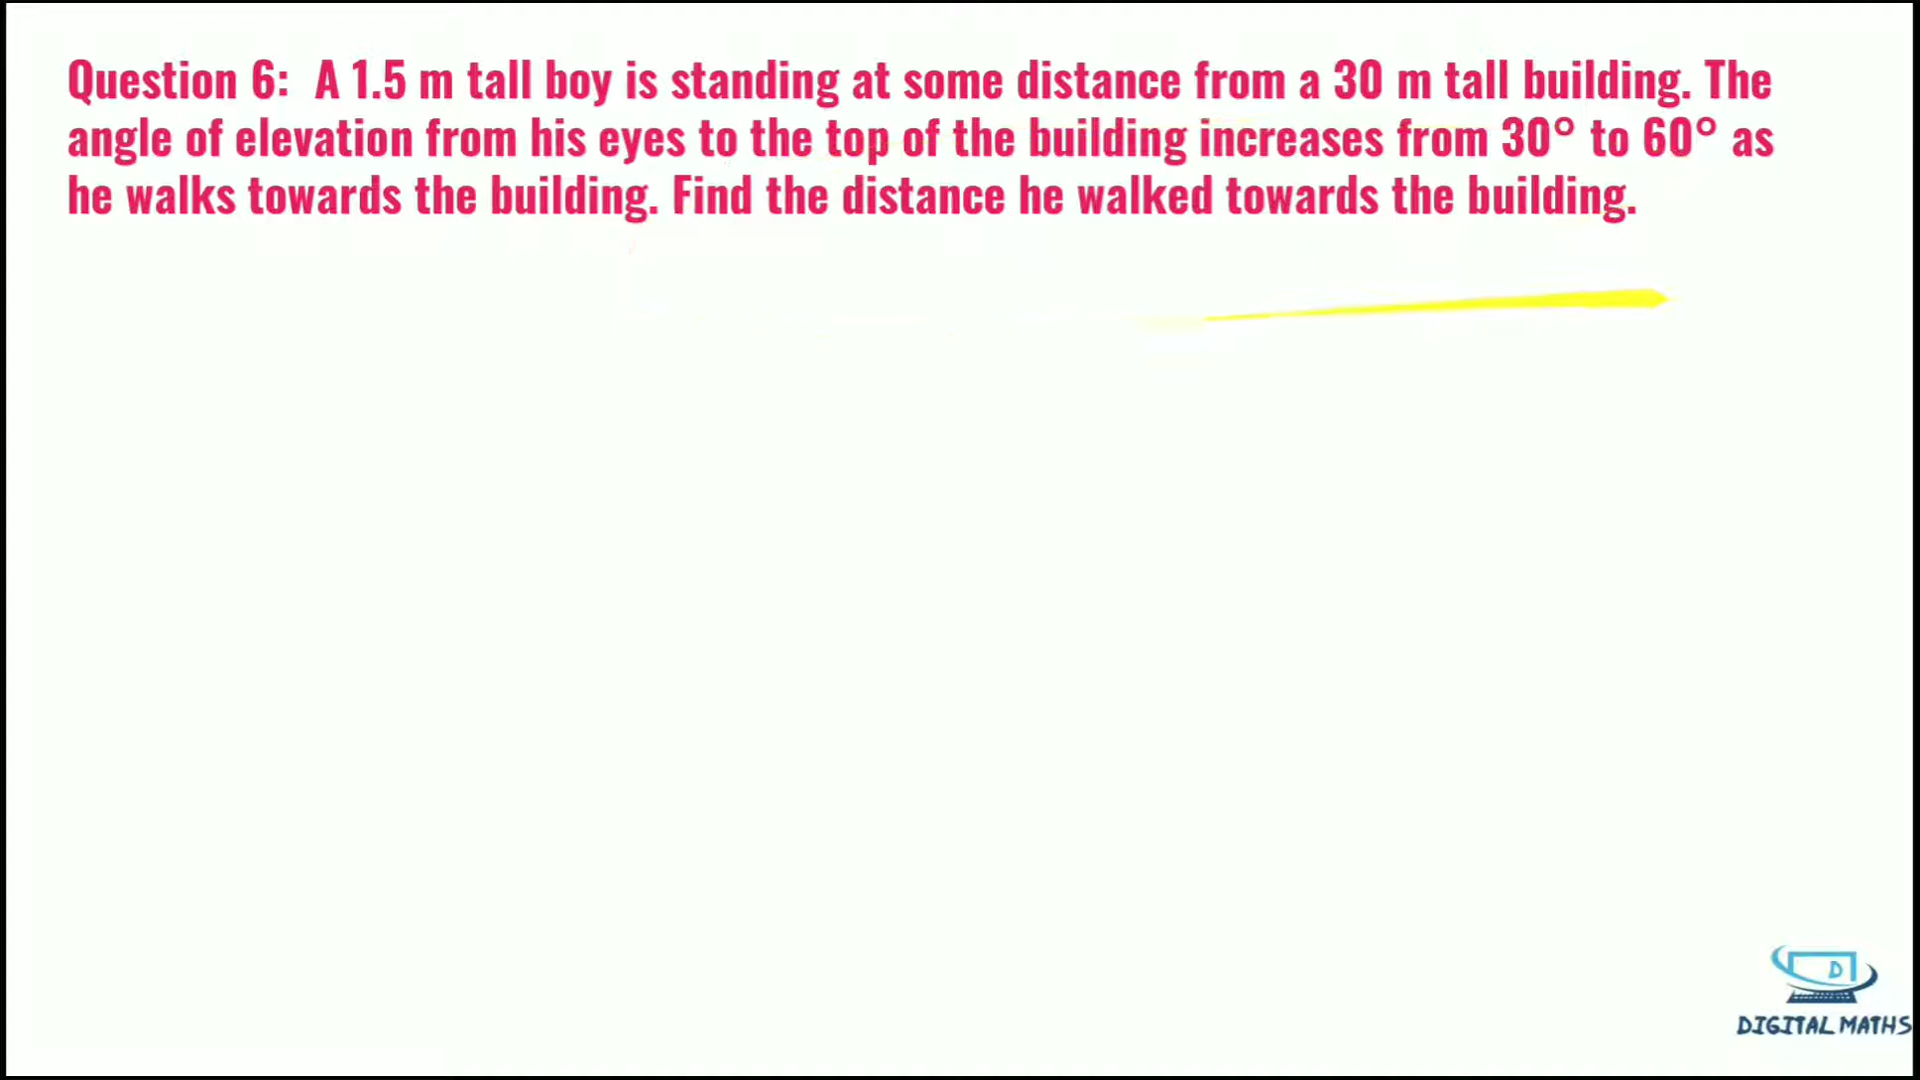 Question 6: A 1.5 m tall boy is standing at some distance from a 30 m tall building. The
angle of elevation from his eyes to the top of the building increases from 30° to 60° as
he walks towards the building. Find the distance he walked towards the building.
D
DIGITAL MATHS